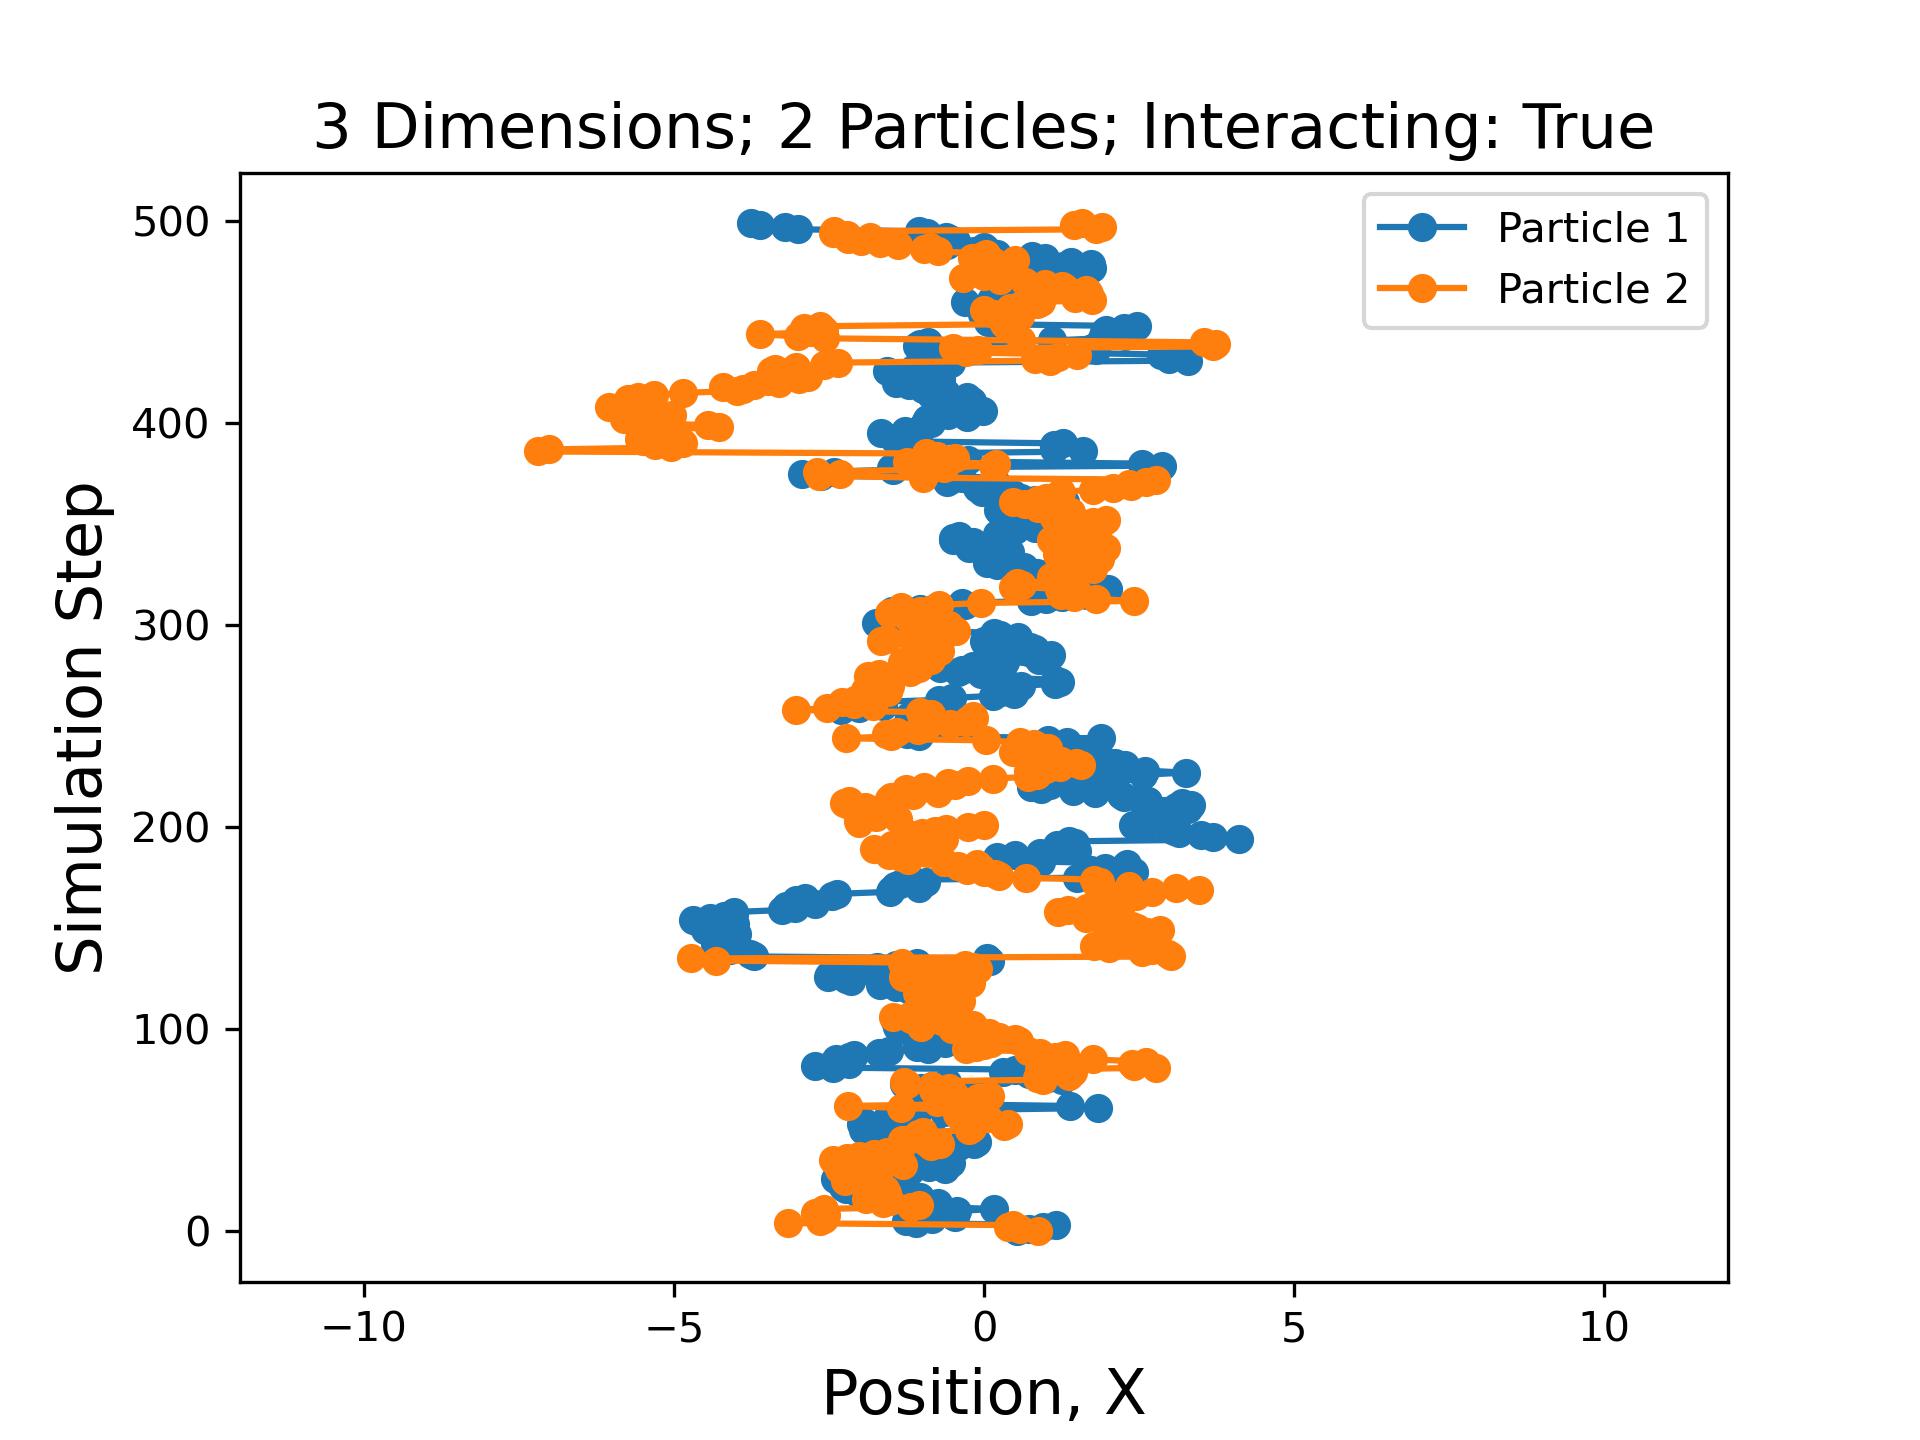 3 Dimensions; 2 Particles; Interacting: True
Particle 1
Particle 2
Simulation Step
500
400
300
200
100
0
−10
−5
0
5
10
Position, X